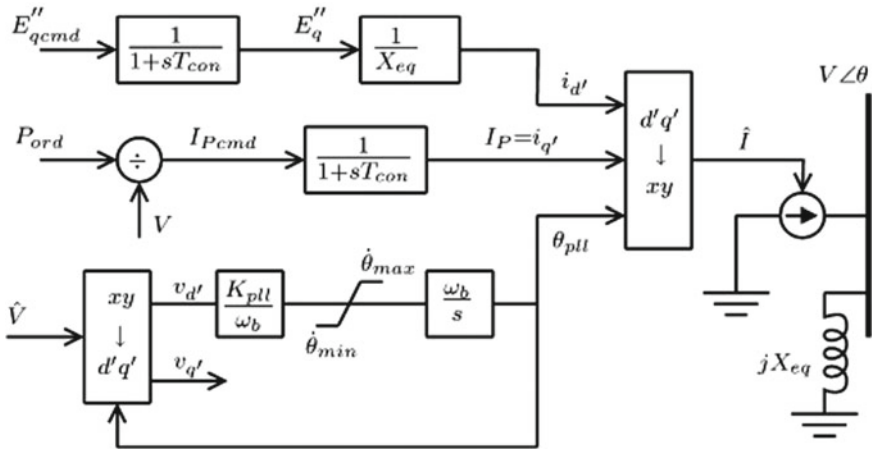 E''qcmd
1
1+sTcon
E''q
1
Xeq
id'
V∠θ
Pord
÷
IPcmd
1
1+sTcon
IP=iq'
d'q'
↓
xy
Î
V
θpll
V̂
xy
↓
d'q'
vd'
Kpll
ωb
θ̇max
θ̇min
ωb
s
vq'
jXeq